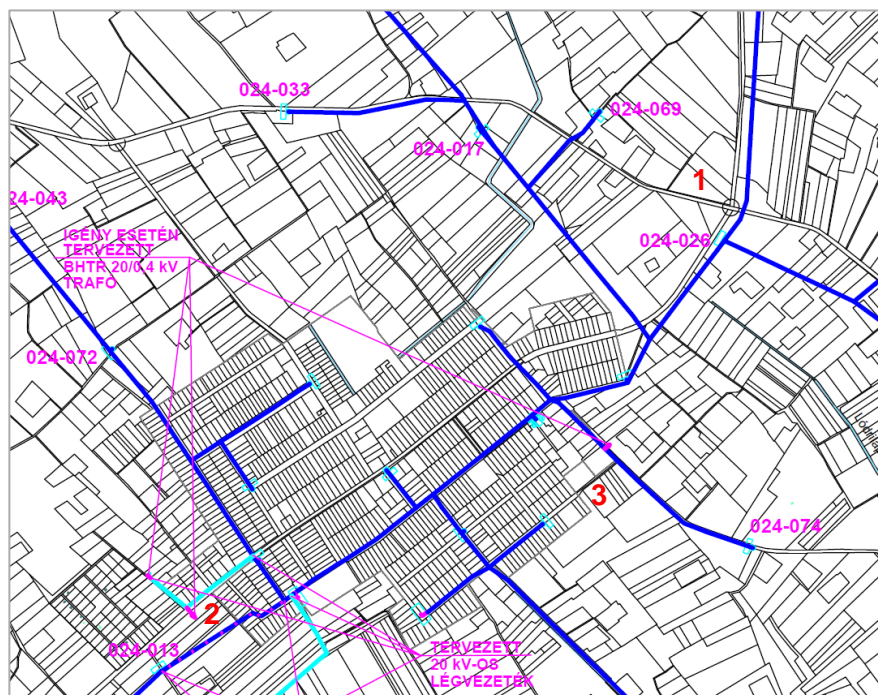 024-033
024-069
024-017
1
24-043
024-026
IGÉNY ESETÉN
TERVEZETT
BHTR 20/0,4 kV
TRAFÓ
024-072
3
024-074
2
024-013
TERVEZETT
20 kV-OS
LÉGVEZETÉK